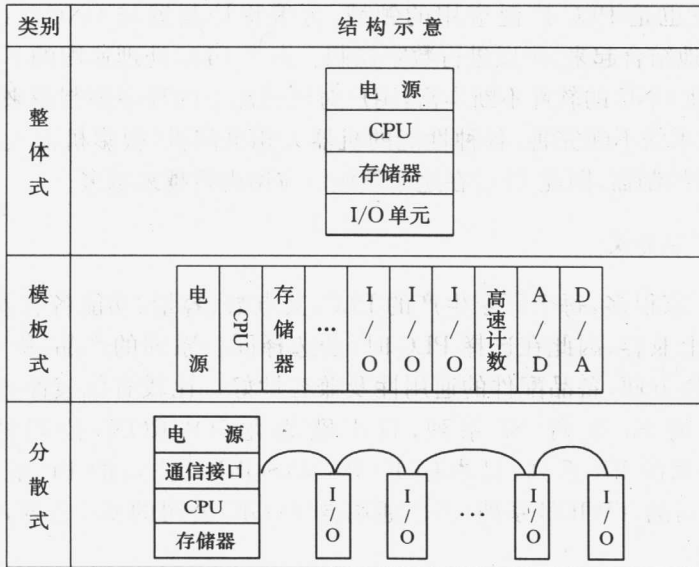 类别
结构示意
整体式
电 源
CPU
存储器
I/O单元
模板式
电源
CPU
存储器
…
I/O
I/O
I/O
高速计数
A/D
D/A
分散式
电 源
通信接口
CPU
存储器
I/O
I/O
……
I/O
I/O